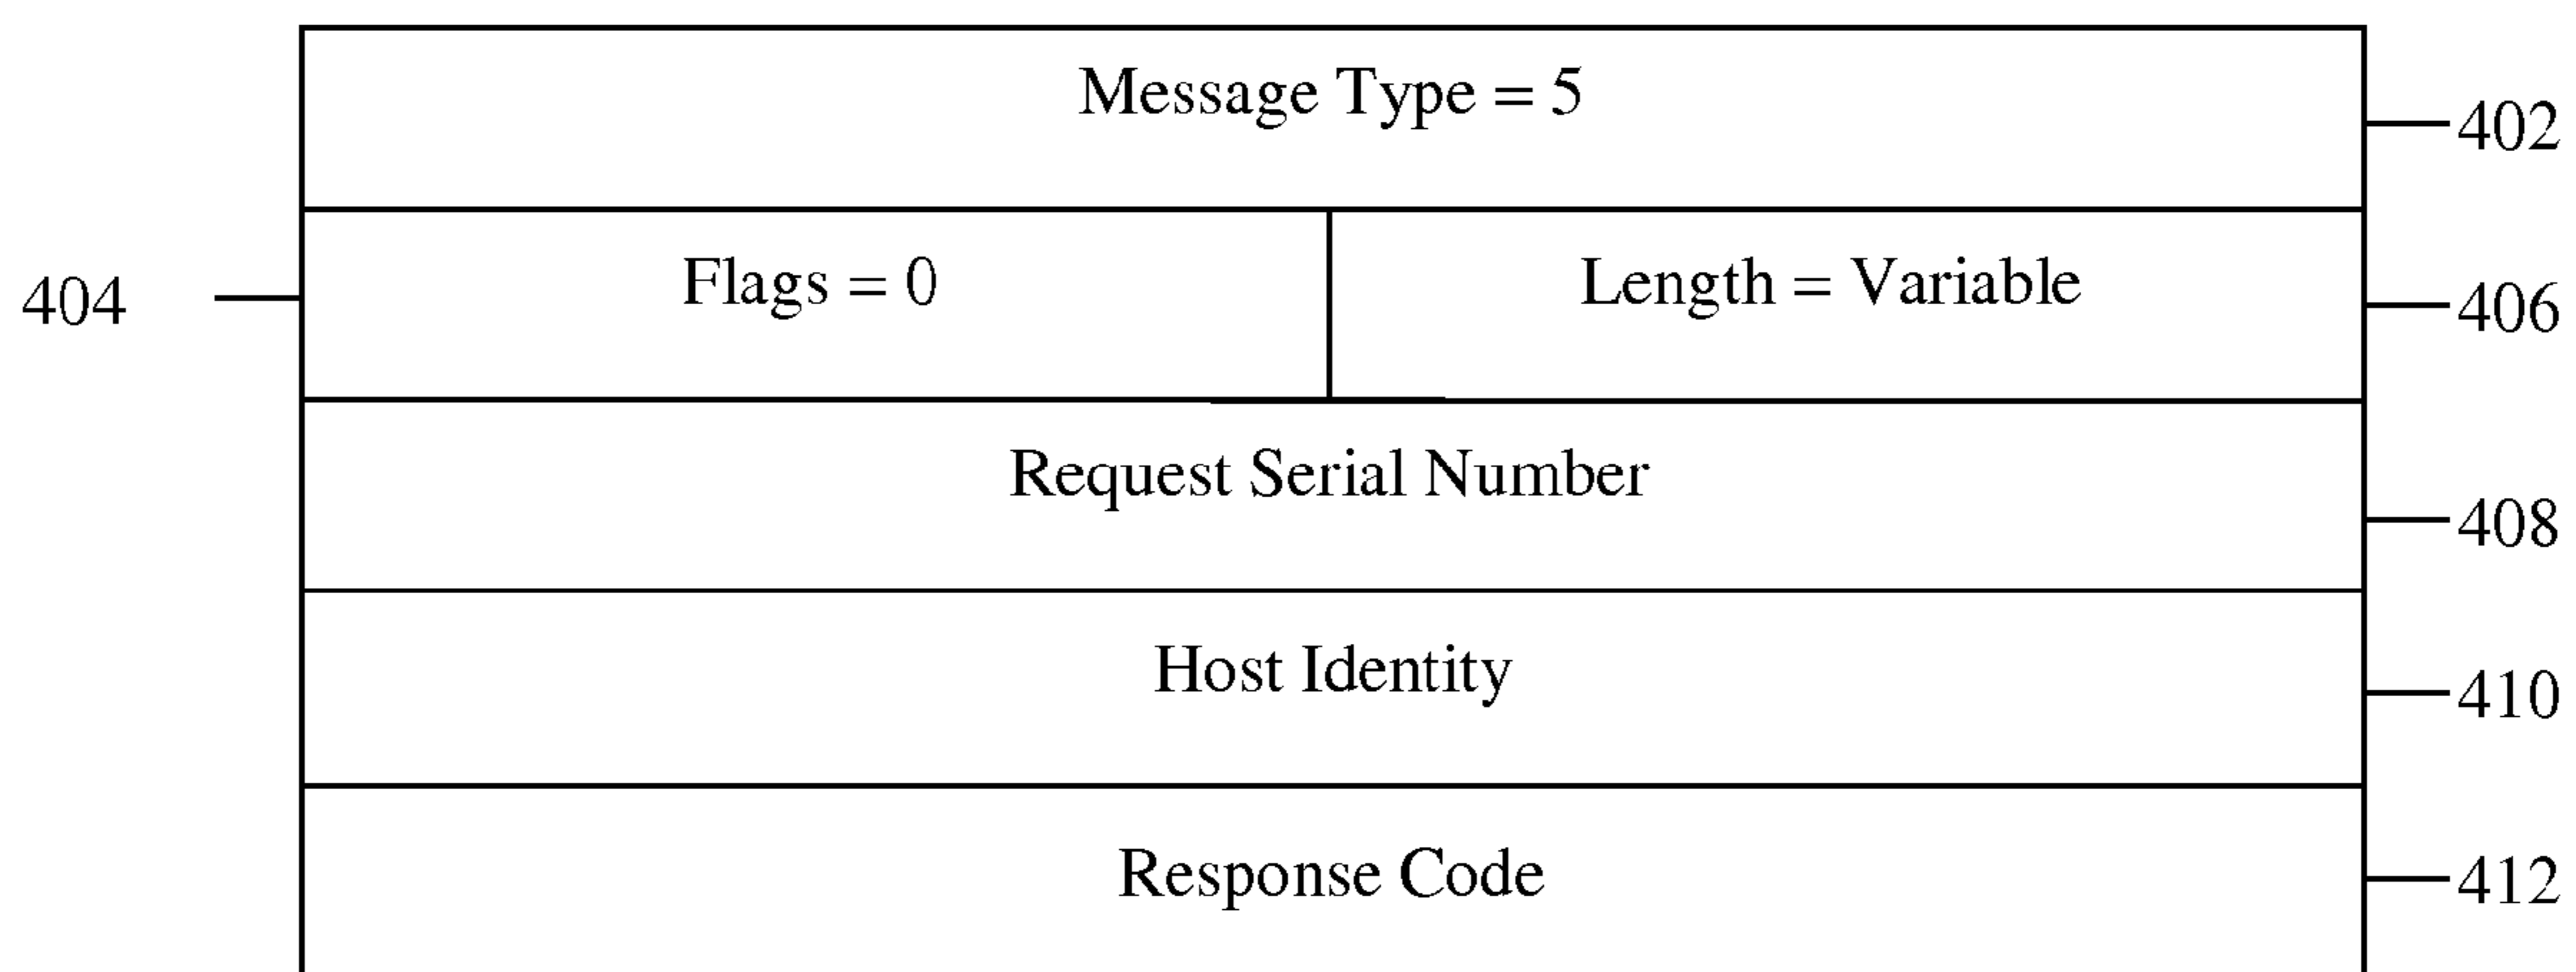 Message Type = 5
402
404
Flags = 0
Length = Variable
406
Request Serial Number
408
Host Identity
410
Response Code
412